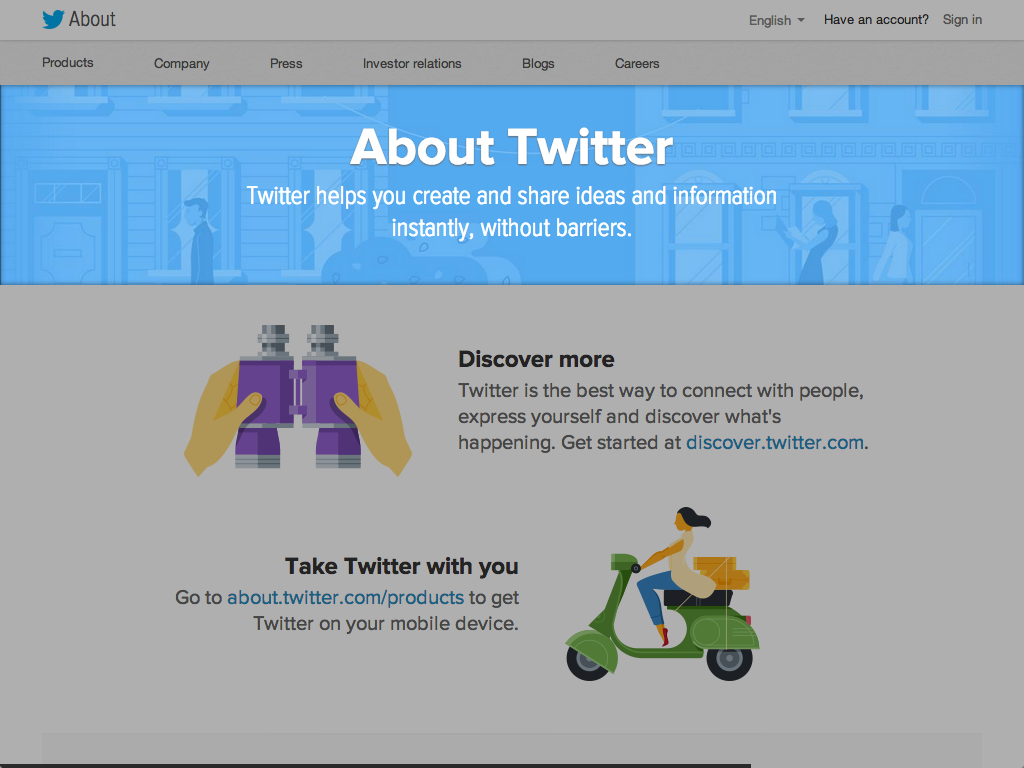 About
English
Have an account? Sign in
Products
Company
Press
Investor relations
Blogs
Careers
About Twitter
Twitter helps you create and share ideas and information
instantly, without barriers.
Discover more
Twitter is the best way to connect with people,
express yourself and discover what's
happening. Get started at discover.twitter.com.
Take Twitter with you
Go to about.twitter.com/products to get
Twitter on your mobile device.